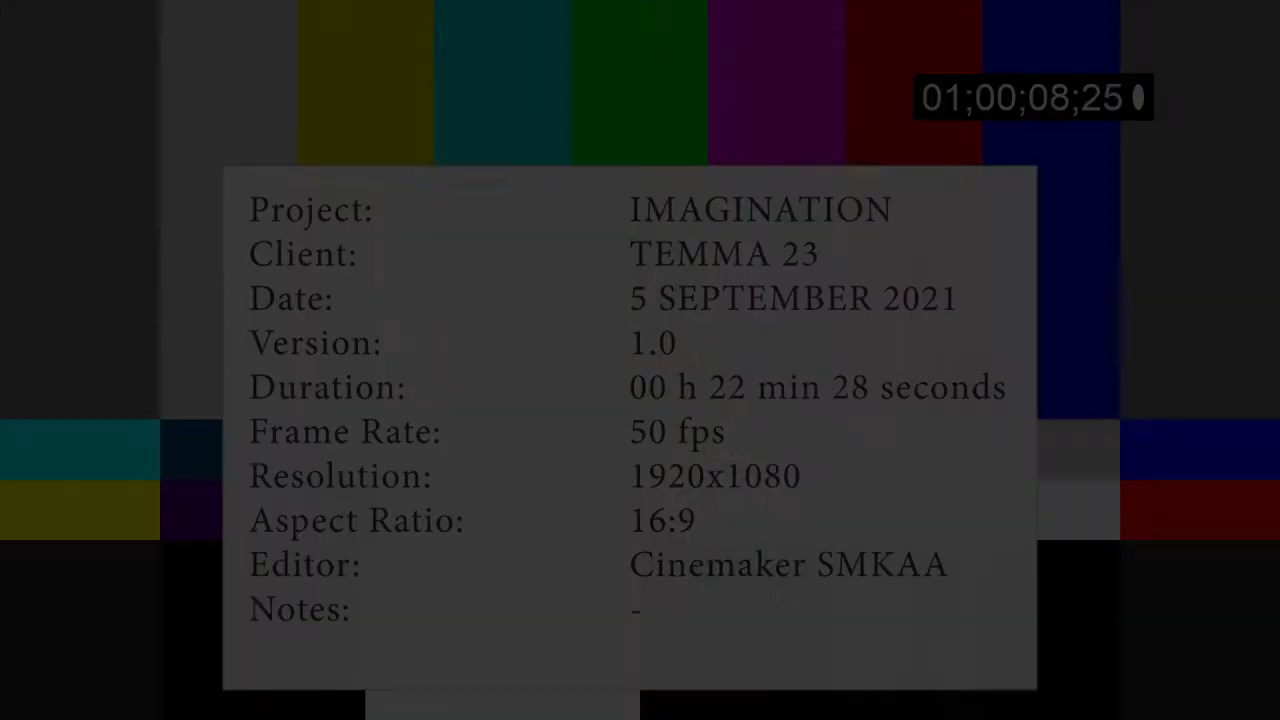 01;00;08;25
Project: IMAGINATION
Client: TEMMA 23
Date: 5 SEPTEMBER 2021
Version: 1.0
Duration: 00 h 22 min 28 seconds
Frame Rate: 50 fps
Resolution: 1920x1080
Aspect Ratio: 16:9
Editor: Cinemaker SMKAA
Notes: -